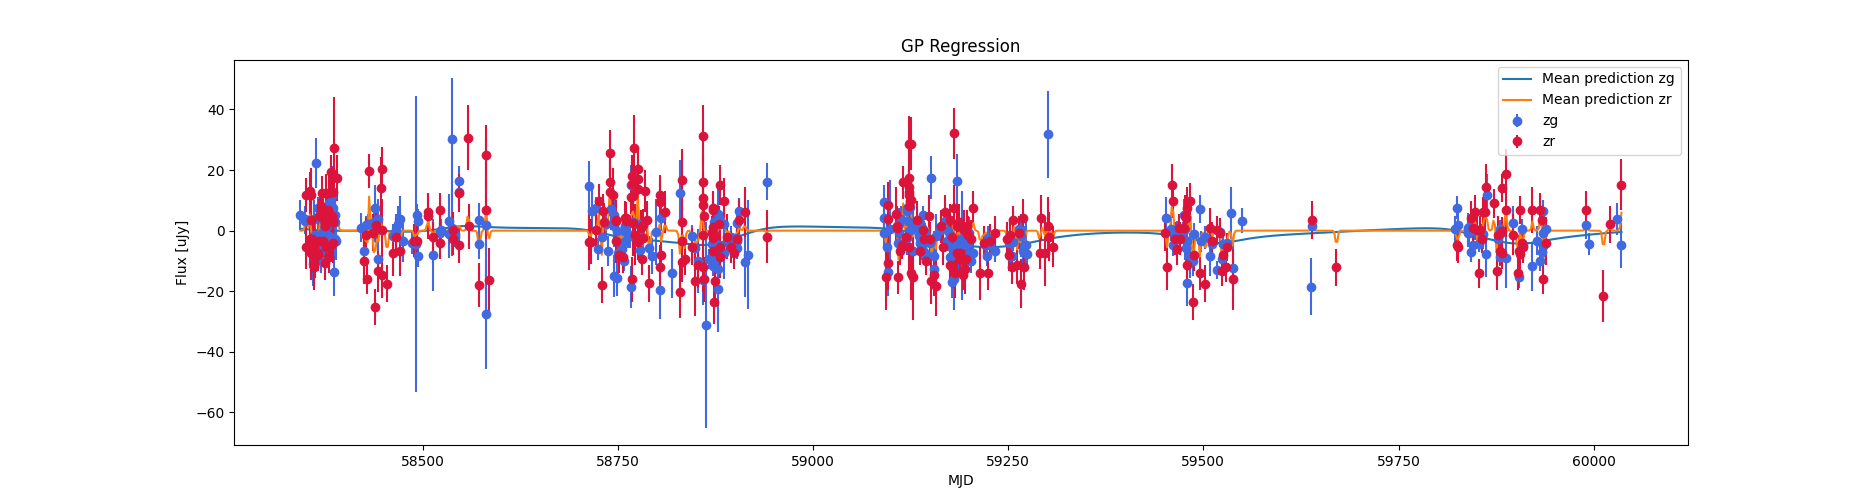 GP Regression
Flux [uJy]
40
20
0
−20
−40
−60
58500
58750
59000
59250
59500
59750
60000
MJD
Mean prediction zg
Mean prediction zr
zg
zr